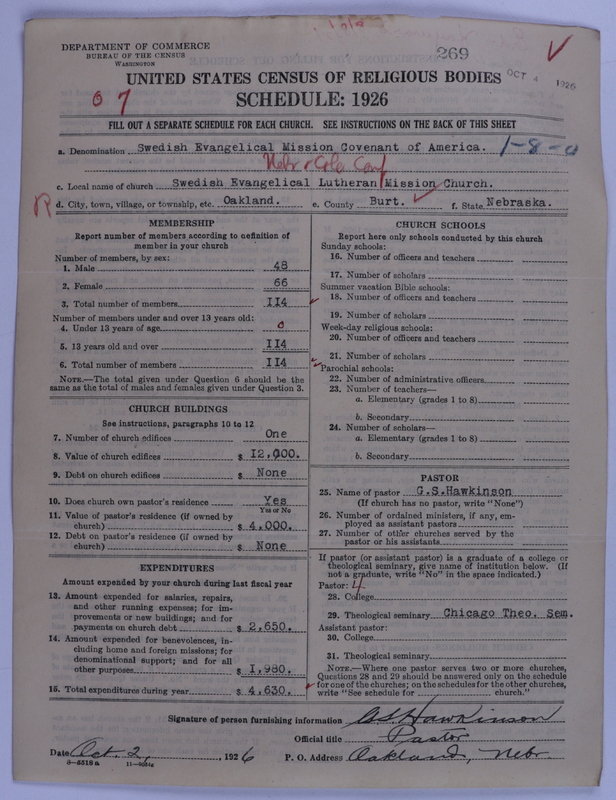 269
DEPARTMENT OF COMMERCE
BUREAU OF THE CENSUS
WASHINGTON
OCT 4 1926
UNITED STATES CENSUS OF RELIGIOUS BODIES
SCHEDULE: 1926
07
FILL OUT A SEPARATE SCHEDULE FOR EACH CHURCH. SEE INSTRUCTIONS ON THE BACK OF THIS SHEET
a. Denomination Swedish Evangelical Mission Covenant of America. 1-8-0
Nebr & Colo Conf
c. Local name of church Swedish Evangelical Lutheran Mission Church.
R
d. City, town, village, or township, etc. Oakland. e. County Burt. f. State Nebraska.
MEMBERSHIP
Report number of members according to definition of
member in your church
Number of members, by sex:
1. Male 48
2. Female 66
3. Total number of members 114
Number of members under and over 13 years old:
4. Under 13 years of age 0
5. 13 years old and over 114
6. Total number of members 114
NOTE.—The total given under Question 6 should be the
same as the total of males and females given under Question 3.
CHURCH BUILDINGS
See instructions, paragraphs 10 to 12
7. Number of church edifices One
8. Value of church edifices $ 12,000.
9. Debt on church edifices $ None
10. Does church own pastor's residence Yes
Yes or No
11. Value of pastor's residence (if owned by
church) $ 4,000.
12. Debt on pastor's residence (if owned by
church) $ None
EXPENDITURES
Amount expended by your church during last fiscal year
13. Amount expended for salaries, repairs,
and other running expenses; for im-
provements or new buildings; and for
payments on church debt $ 2,650.
14. Amount expended for benevolences, in-
cluding home and foreign missions; for
denominational support; and for all
other purposes $ 1,980.
15. Total expenditures during year $ 4,630.
CHURCH SCHOOLS
Report here only schools conducted by this church
Sunday schools:
16. Number of officers and teachers
17. Number of scholars
Summer vacation Bible schools:
18. Number of officers and teachers
19. Number of scholars
Week-day religious schools:
20. Number of officers and teachers
21. Number of scholars
Parochial schools:
22. Number of administrative officers
23. Number of teachers—
a. Elementary (grades 1 to 8)
b. Secondary
24. Number of scholars—
a. Elementary (grades 1 to 8)
b. Secondary
PASTOR
25. Name of pastor G.S.Hawkinson
(If church has no pastor, write "None")
26. Number of ordained ministers, if any, em-
ployed as assistant pastors
27. Number of other churches served by the
pastor or his assistants
If pastor (or assistant pastor) is a graduate of a college or
theological seminary, give name of institution below. (If
not a graduate, write "No" in the space indicated.)
Pastor: 4
28. College
29. Theological seminary Chicago Theo. Sem.
Assistant pastor:
30. College
31. Theological seminary
NOTE.—Where one pastor serves two or more churches,
Questions 28 and 29 should be answered only on the schedule
for one of the churches; on the schedules for the other churches,
write "See schedule for church."
Signature of person furnishing information G.S. Hawkinson
Official title Pastor
Date Oct. 2, 1926 P. O. Address Oakland, Nebr.
8-5518a